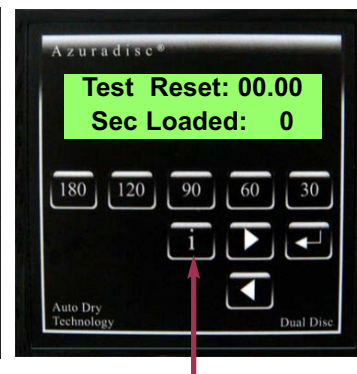 Azuradisc®
Test Reset: 00.00
Sec Loaded: 0
180 120 90 60 30
i
Auto Dry
Technology
Dual Disc